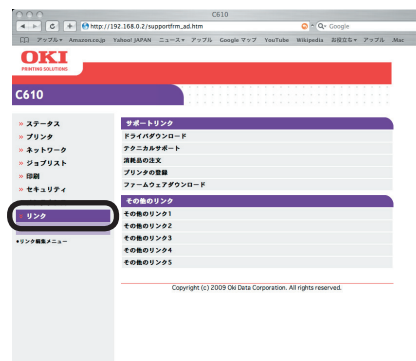 C610
http://192.168.0.2/supportfrm_ad.htm
Q- Google
アップル▾ Amazon.co.jp Yahoo! JAPAN ニュース▾ アップル Google マップ YouTube Wikipedia お役立ち▾ アップル Mac
OKI
PRINTING SOLUTIONS
C610
» ステータス
» プリンタ
» ネットワーク
» ジョブリスト
» 印刷
» セキュリティ
» リンク
•リンク編集メニュー
サポートリンク
ドライバダウンロード
テクニカルサポート
消耗品の注文
プリンタの登録
ファームウェアダウンロード
その他のリンク
その他のリンク1
その他のリンク2
その他のリンク3
その他のリンク4
その他のリンク5
Copyright (c) 2009 Oki Data Corporation. All rights reserved.